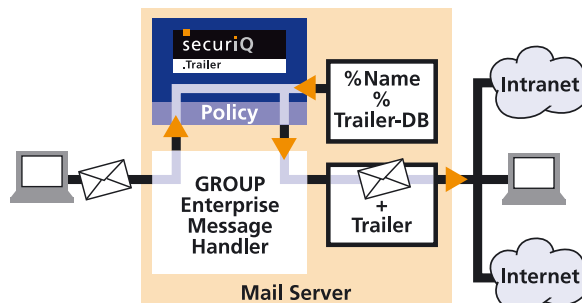 securiQ
.Trailer
Policy
%Name
%
Trailer-DB
Intranet
GROUP
Enterprise
Message
Handler
+
Trailer
Internet
Mail Server